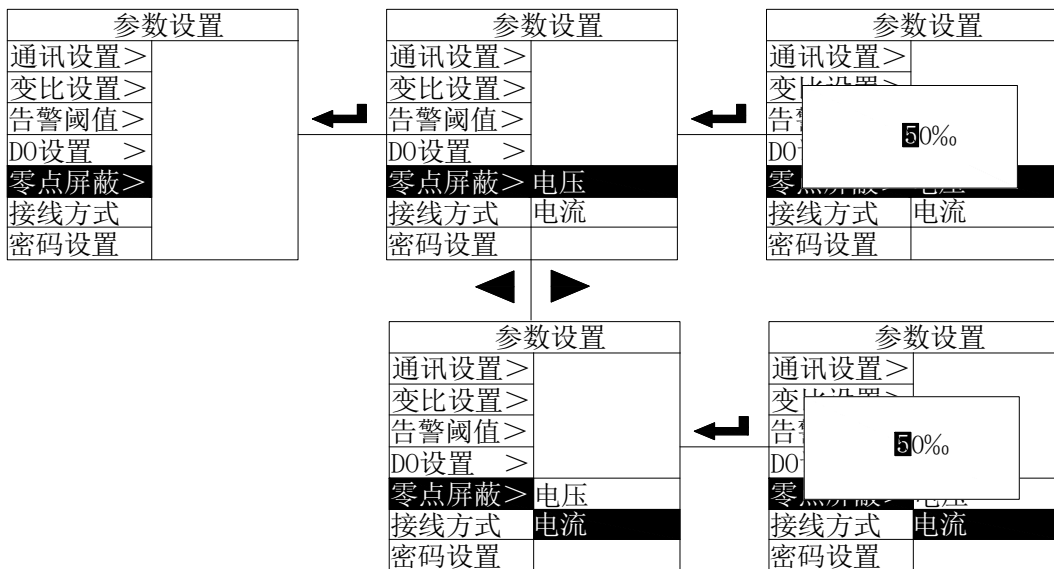 参数设置
通讯设置>
变比设置>
告警阈值>
DO设置 >
零点屏蔽>
接线方式
密码设置
参数设置
通讯设置>
变比设置>
告警阈值>
DO设置 >
零点屏蔽> 电压
接线方式 电流
密码设置
参数设置
通讯设置>
50‰
接线方式 电流
密码设置
参数设置
通讯设置>
变比设置>
告警阈值>
DO设置 >
零点屏蔽> 电压
接线方式 电流
密码设置
参数设置
通讯设置>
50‰
接线方式 电流
密码设置